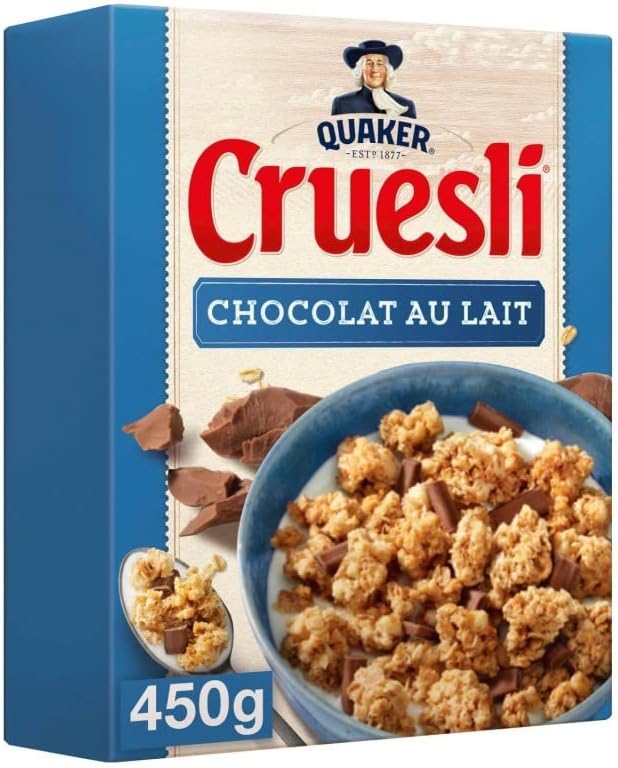 QUAKER
-ESTD 1877-
Cruesli
CHOCOLAT AU LAIT
450g